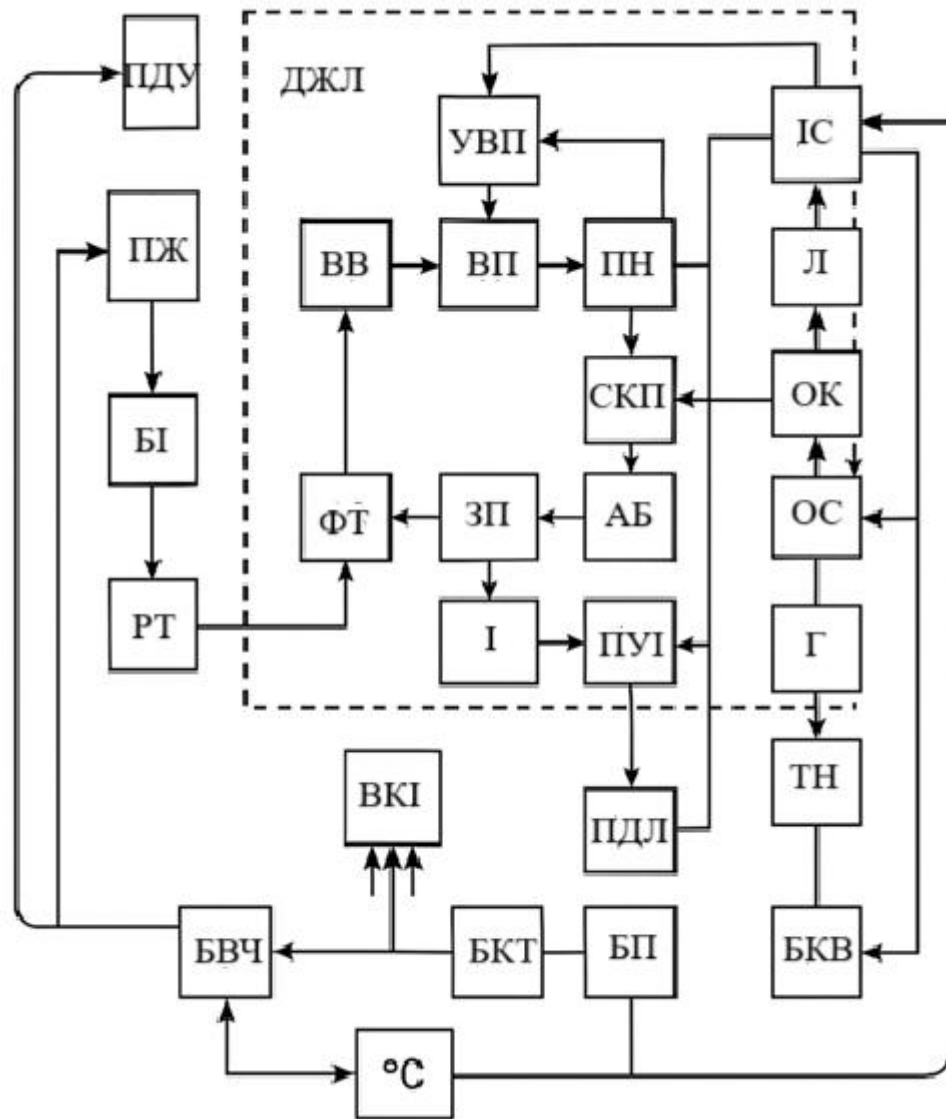 ПДУ
ДЖЛ
УВП
ІС
ПЖ
ВВ
ВП
ПН
Л
БІ
СКП
ОК
ФТ
ЗП
АБ
ОС
РТ
І
ПУІ
Г
ВКІ
ТН
ПДЛ
БВЧ
БКТ
БП
БКВ
°С